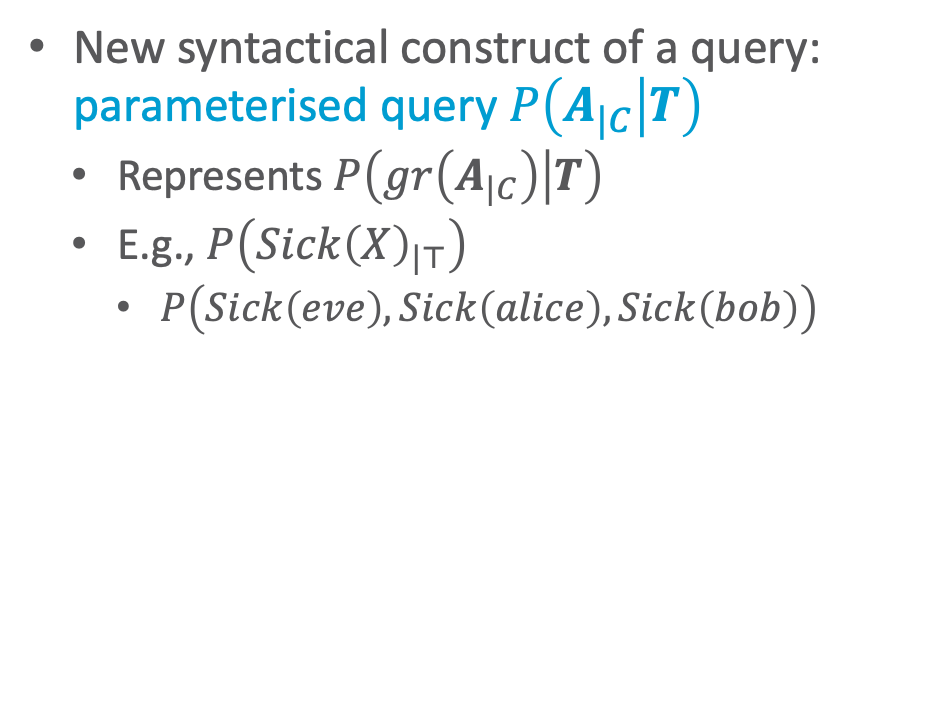 • New syntactical construct of a query:
parameterised query P(A|C|T)
• Represents P(gr(A|C)|T)
• E.g., P(Sick(X)|⊤)
• P(Sick(eve), Sick(alice), Sick(bob))